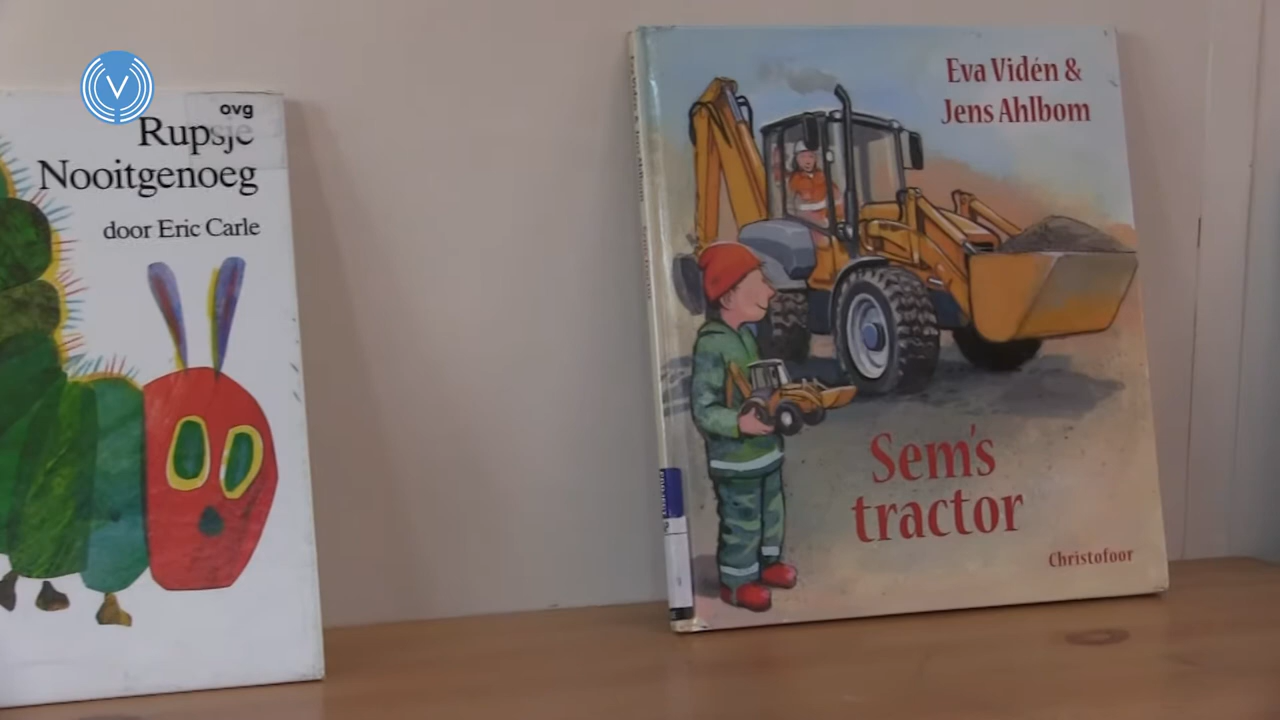 ovg
Rupsje
Nooitgenoeg
door Eric Carle
Eva Vidén &
Jens Ahlbom
Sem's
tractor
Christofoor